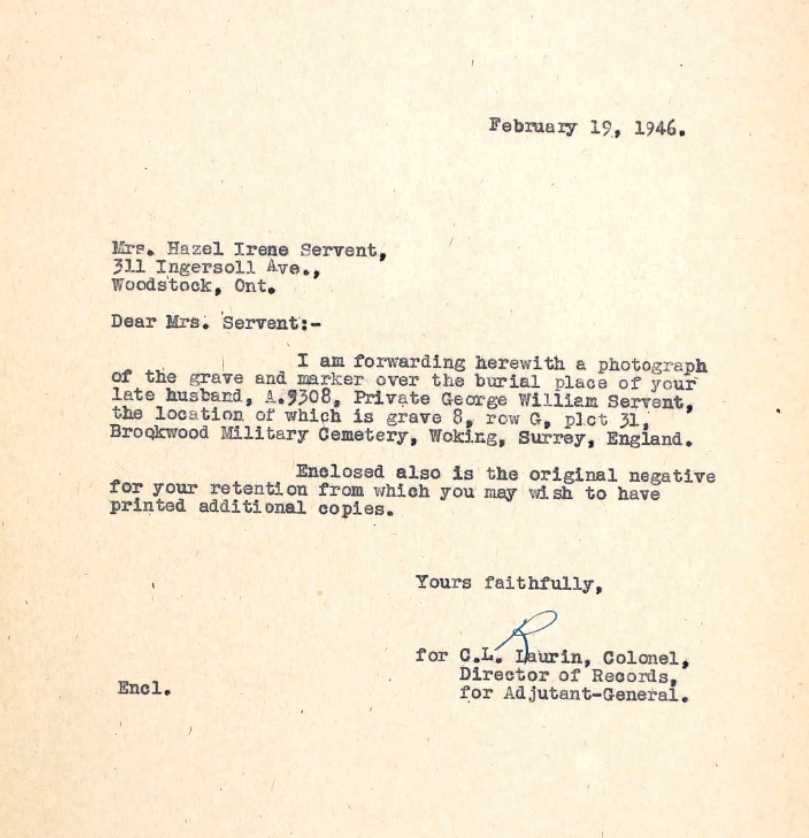 February 19, 1946.
Mrs. Hazel Irene Servent,
311 Ingersoll Ave.,
Woodstock, Ont.
Dear Mrs. Servent:-
I am forwarding herewith a photograph
of the grave and marker over the burial place of your
late husband, A.9308, Private George William Servent,
the location of which is grave 8, row G, plot 31,
Brookwood Military Cemetery, Woking, Surrey, England.
Enclosed also is the original negative
for your retention from which you may wish to have
printed additional copies.
Yours faithfully,
R
for C.L. Laurin, Colonel,
Director of Records,
for Adjutant-General.
Encl.